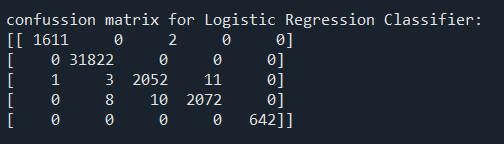 confussion matrix for Logistic Regression Classifier:
[[ 1611 0 2 0 0]
[ 0 31822 0 0 0]
[ 1 3 2052 11 0]
[ 0 8 10 2072 0]
[ 0 0 0 0 642]]